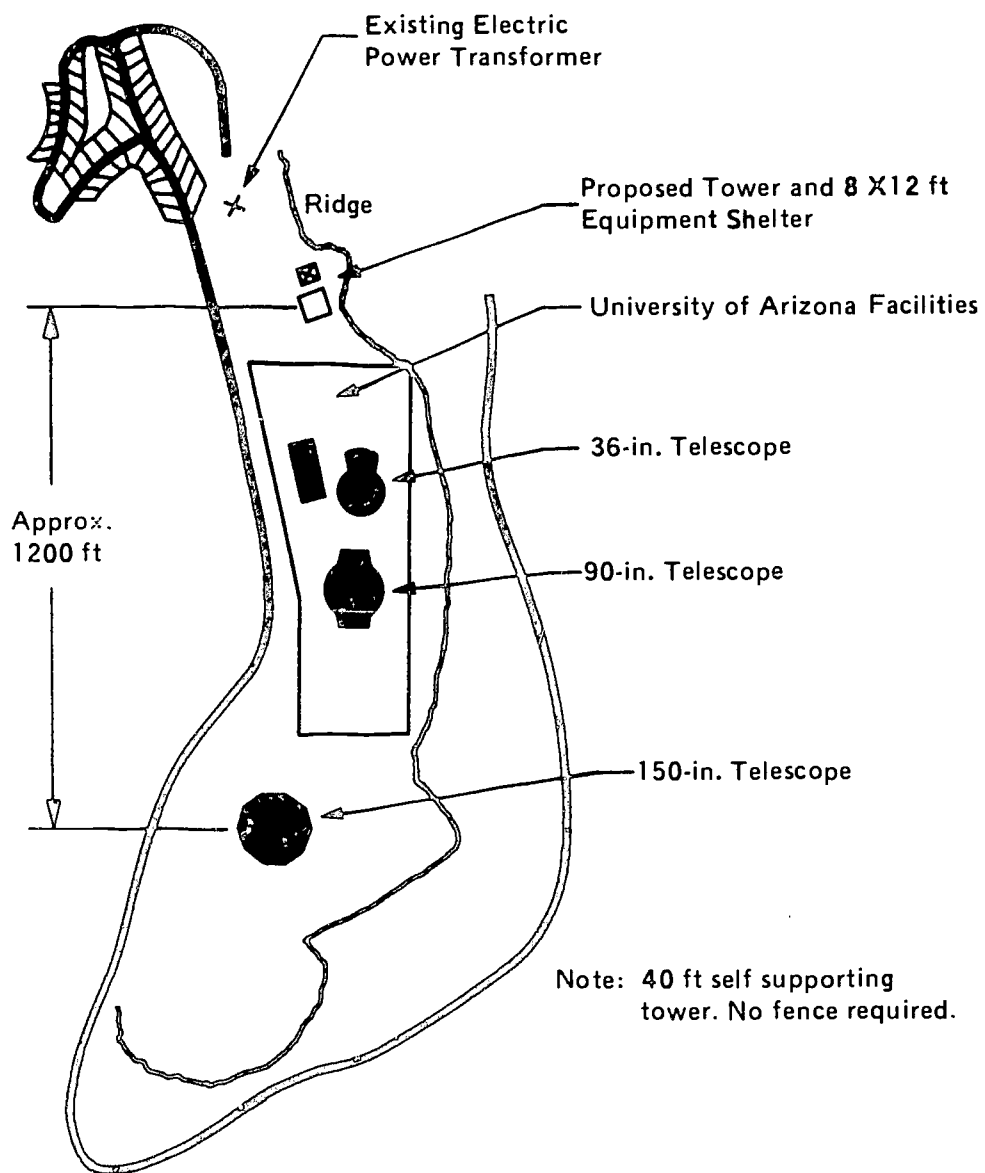 Existing Electric
Power Transformer
Ridge
Proposed Tower and 8 X12 ft
Equipment Shelter
University of Arizona Facilities
36-in. Telescope
Approx.
1200 ft
90-in. Telescope
150-in. Telescope
Note: 40 ft self supporting
tower. No fence required.